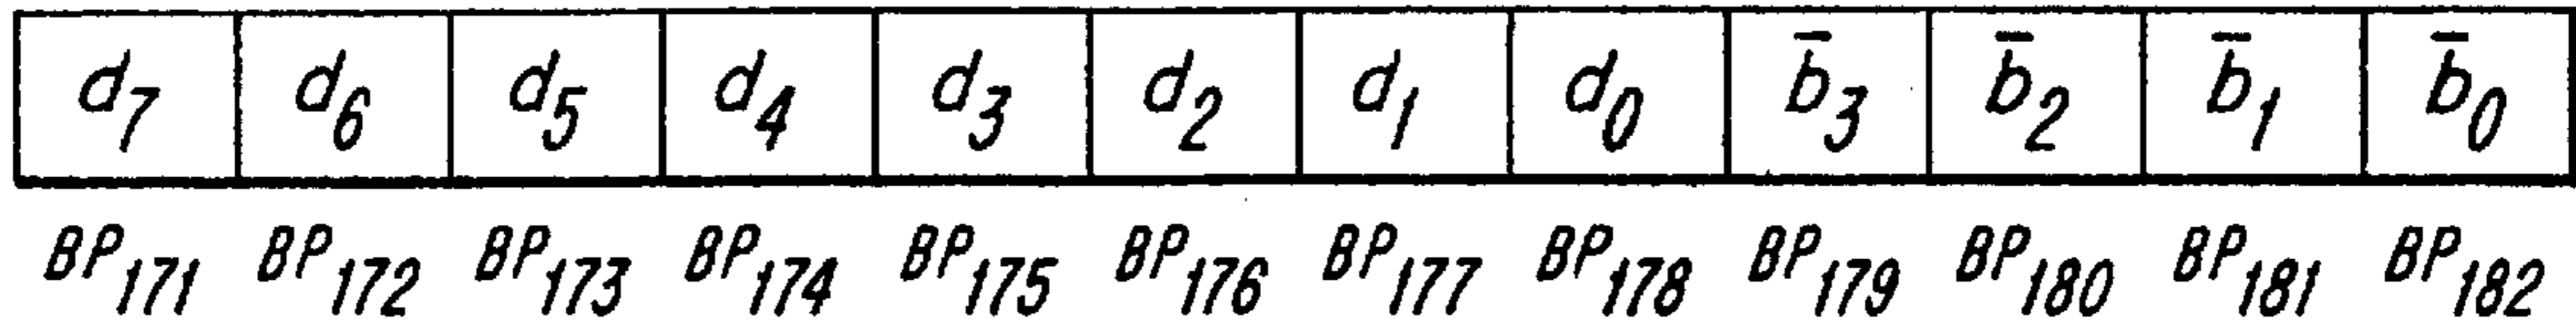 d₇ d₆ d₅ d₄ d₃ d₂ d₁ d₀ b̄₃ b̄₂ b̄₁ b̄₀
BP₁₇₁ BP₁₇₂ BP₁₇₃ BP₁₇₄ BP₁₇₅ BP₁₇₆ BP₁₇₇ BP₁₇₈ BP₁₇₉ BP₁₈₀ BP₁₈₁ BP₁₈₂